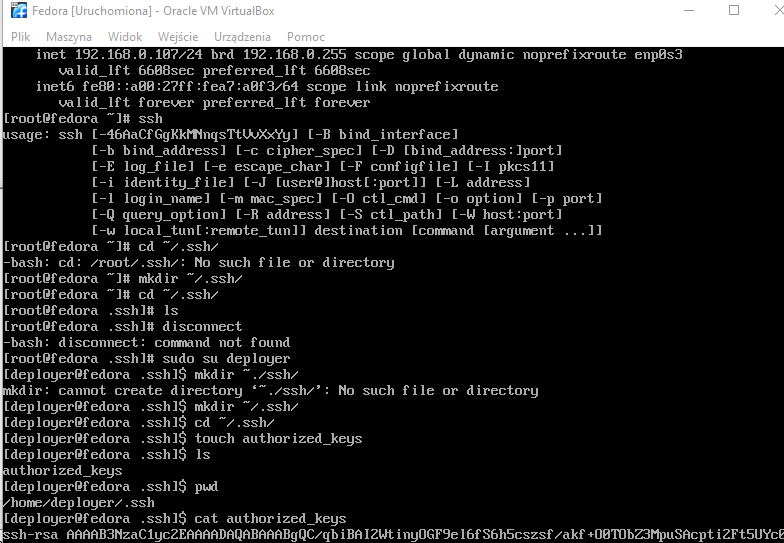 Fedora [Uruchomiona] - Oracle VM VirtualBox
Plik Maszyna Widok Wejście Urządzenia Pomoc
inet 192.168.0.107/24 brd 192.168.0.255 scope global dynamic noprefixroute enp0s3
valid_lft 6608sec preferred_lft 6608sec
inet6 fe80::a00:27ff:fea7:a0f3/64 scope link noprefixroute
valid_lft forever preferred_lft forever
[root@fedora ~]# ssh
usage: ssh [-46AaCfGgKkMNnqsTtVvXxYy] [-B bind_interface]
[-b bind_address] [-c cipher_spec] [-D [bind_address:]port]
[-E log_file] [-e escape_char] [-F configfile] [-I pkcs11]
[-i identity_file] [-J [user@]host[:port]] [-L address]
[-l login_name] [-m mac_spec] [-O ctl_cmd] [-o option] [-p port]
[-Q query_option] [-R address] [-S ctl_path] [-W host:port]
[-w local_tun[:remote_tun]] destination [command [argument ...]]
[root@fedora ~]# cd ~/.ssh/
-bash: cd: /root/.ssh/: No such file or directory
[root@fedora ~]# mkdir ~/.ssh/
[root@fedora ~]# cd ~/.ssh/
[root@fedora .ssh]# ls
[root@fedora .ssh]# disconnect
-bash: disconnect: command not found
[root@fedora .ssh]# sudo su deployer
[deployer@fedora .ssh]$ mkdir ~./ssh/
mkdir: cannot create directory ‘~./ssh/’: No such file or directory
[deployer@fedora .ssh]$ mkdir ~/.ssh/
[deployer@fedora .ssh]$ cd ~/.ssh/
[deployer@fedora .ssh]$ touch authorized_keys
[deployer@fedora .ssh]$ ls
authorized_keys
[deployer@fedora .ssh]$ pwd
/home/deployer/.ssh
[deployer@fedora .ssh]$ cat authorized_keys
ssh-rsa AAAAB3NzaC1yc2EAAAADAQABAAABgQC/qbiBAI2WtinyOGF9el6fS6h5cszsf/akf+O0TObZ3MpuSAcpti2Ft5UYc0